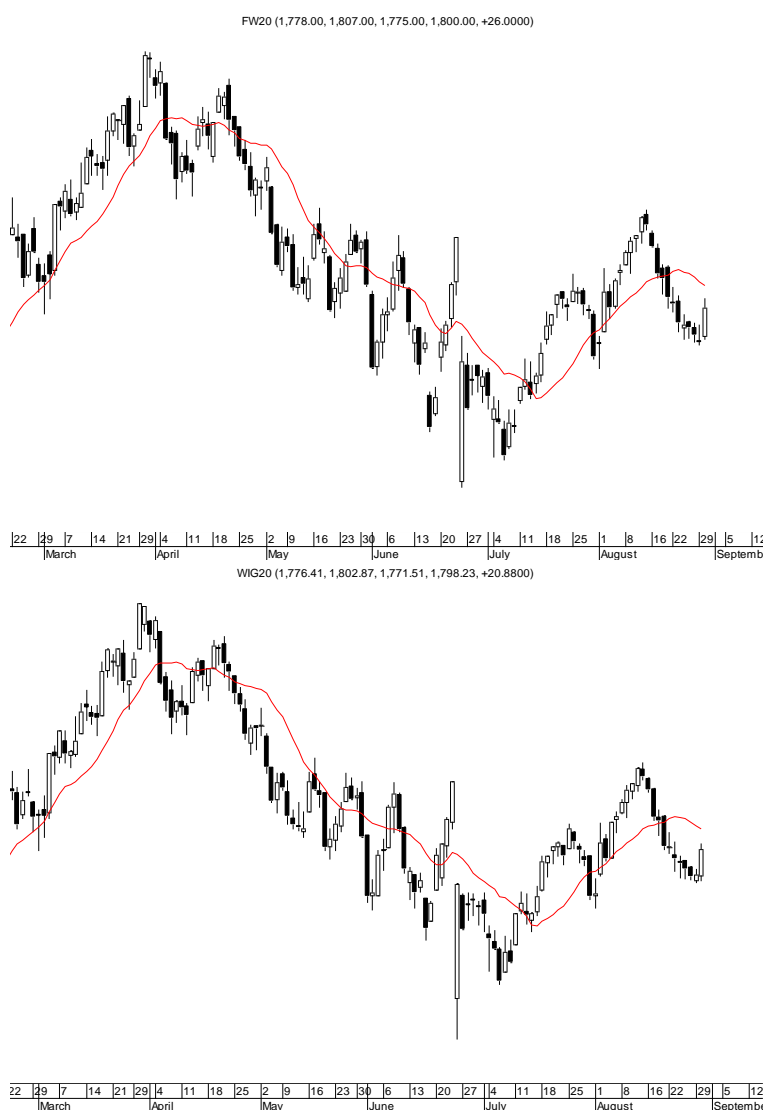 FW20 (1,778.00, 1,807.00, 1,775.00, 1,800.00, +26.0000)
22 29 7 14 21 29 4 11 18 25 2 9 16 23 30 6 13 20 27 4 11 18 25 1 8 16 22 29 5 12
March April May June July August Septemb
WIG20 (1,776.41, 1,802.87, 1,771.51, 1,798.23, +20.8800)
22 29 7 14 21 29 4 11 18 25 2 9 16 23 30 6 13 20 27 4 11 18 25 1 8 16 22 29 5 12
March April May June July August Septemb